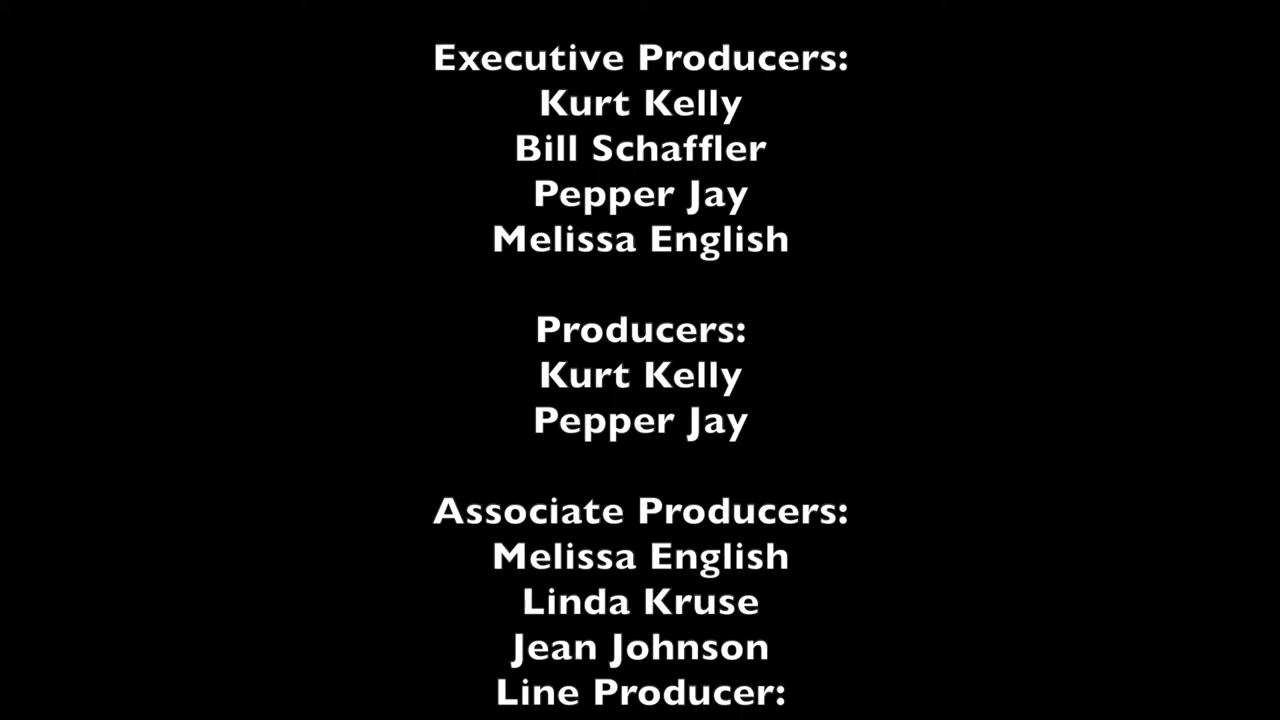 Executive Producers:
Kurt Kelly
Bill Schaffler
Pepper Jay
Melissa English
Producers:
Kurt Kelly
Pepper Jay
Associate Producers:
Melissa English
Linda Kruse
Jean Johnson
Line Producer: